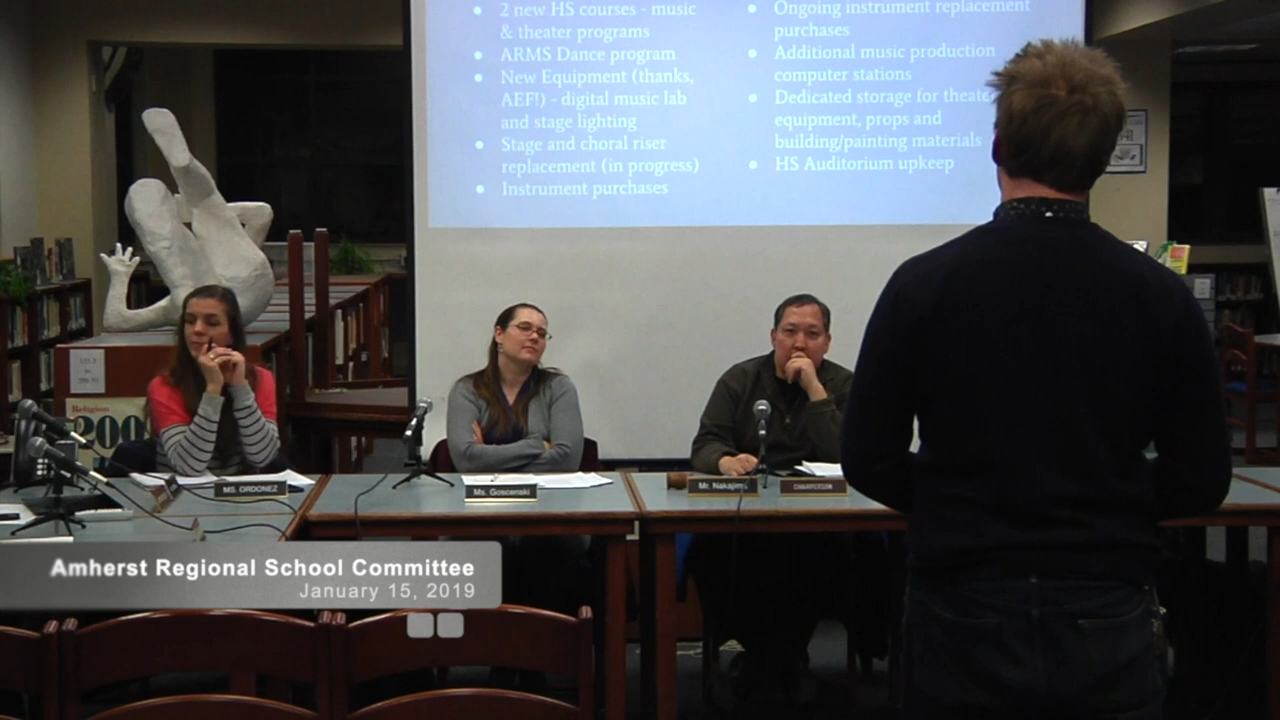 2 new HS courses - music
& theater programs
ARMS Dance program
New Equipment (thanks,
AEF!) - digital music lab
and stage lighting
Stage and choral riser
replacement (in progress)
Instrument purchases
Ongoing instrument replacement
purchases
Additional music production
computer stations
Dedicated storage for
equipment, props and
building/painting materials
HS Auditorium upkeep
Religion
200
MS. ORDONEZ
Ms. Goscenski
Mr. Nakajima
CHAIRPERSON
Amherst Regional School Committee
January 15, 2019